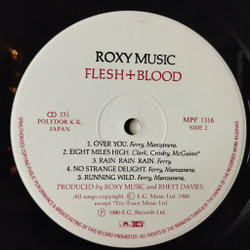 ROXY MUSIC
FLESH+BLOOD
33⅓
POLYDOR K.K.
JAPAN
MPF 1316
SIDE 2
1. OVER YOU. Ferry, Manzanera.
2. EIGHT MILES HIGH. Clark, Crosby, McGuinn*
3. RAIN RAIN RAIN. Ferry.
4. NO STRANGE DELIGHT. Ferry, Manzanera.
5. RUNNING WILD. Ferry, Manzanera.
PRODUCED by ROXY MUSIC and RHETT DAVIES.
All songs copyright © E.G. Music Ltd. 1980
except *Tro-Essex Music Ltd.
℗ 1980 E.G. Records Ltd.